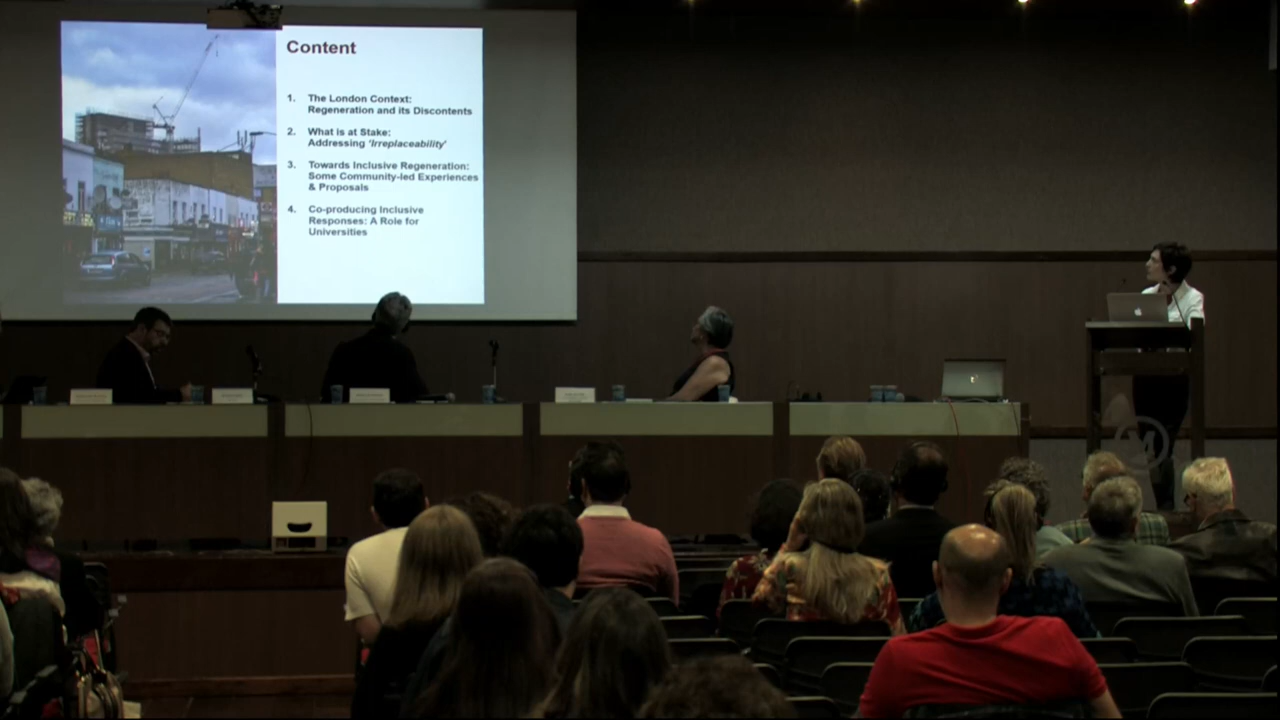 Content
1. The London Context:
Regeneration and its Discontents
2. What is at Stake:
Addressing ‘Irreplaceability’
3. Towards Inclusive Regeneration:
Some Community-led Experiences
& Proposals
4. Co-producing Inclusive
Responses: A Role for
Universities